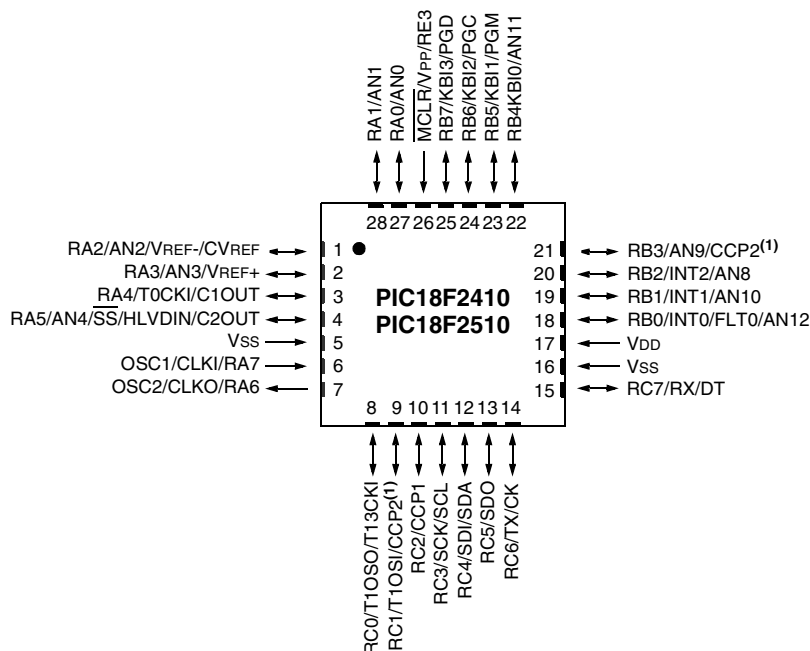 RA1/AN1
RA0/AN0
MCLR/VPP/RE3
RB7/KBI3/PGD
RB6/KBI2/PGC
RB5/KBI1/PGM
RB4KBI0/AN11
28 27 26 25 24 23 22
RA2/AN2/VREF-/CVREF 1
RA3/AN3/VREF+ 2
RA4/T0CKI/C1OUT 3
RA5/AN4/SS/HLVDIN/C2OUT 4
VSS 5
OSC1/CLKI/RA7 6
OSC2/CLKO/RA6 7
PIC18F2410
PIC18F2510
21 RB3/AN9/CCP2(1)
20 RB2/INT2/AN8
19 RB1/INT1/AN10
18 RB0/INT0/FLT0/AN12
17 VDD
16 VSS
15 RC7/RX/DT
8 9 10 11 12 13 14
RC0/T1OSO/T13CKI
RC1/T1OSI/CCP2(1)
RC2/CCP1
RC3/SCK/SCL
RC4/SDI/SDA
RC5/SDO
RC6/TX/CK